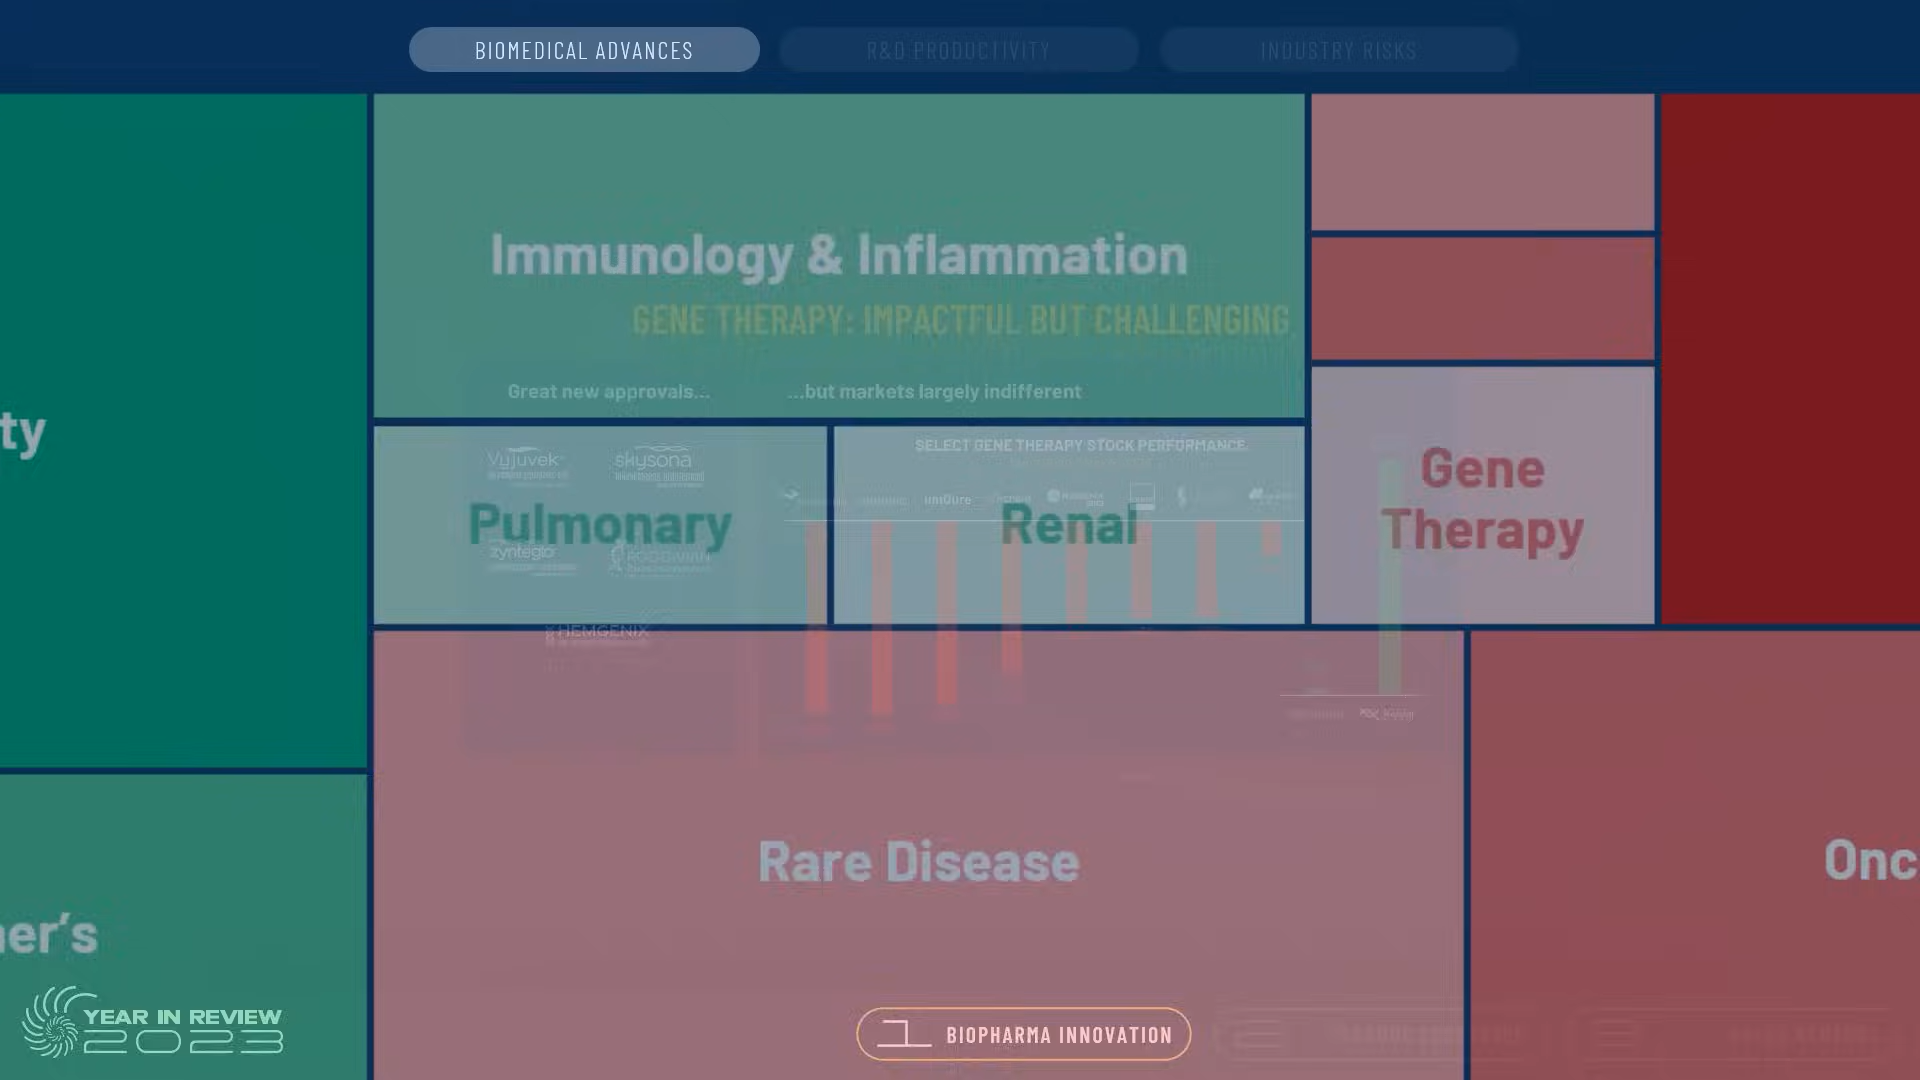 BIOMEDICAL ADVANCES
R&D PRODUCTIVITY
INDUSTRY RISKS
Immunology & Inflammation
GENE THERAPY: IMPACTFUL BUT CHALLENGING
Great new approvals...
...but markets largely indifferent
ty
SELECT GENE THERAPY STOCK PERFORMANCE
Vyjuvek
skysona
uniQure
Gene
Therapy
Pulmonary
Renal
zynteglo
HEMGENIX
Rare Disease
Onc
er's
YEAR IN REVIEW
2023
BIOPHARMA INNOVATION